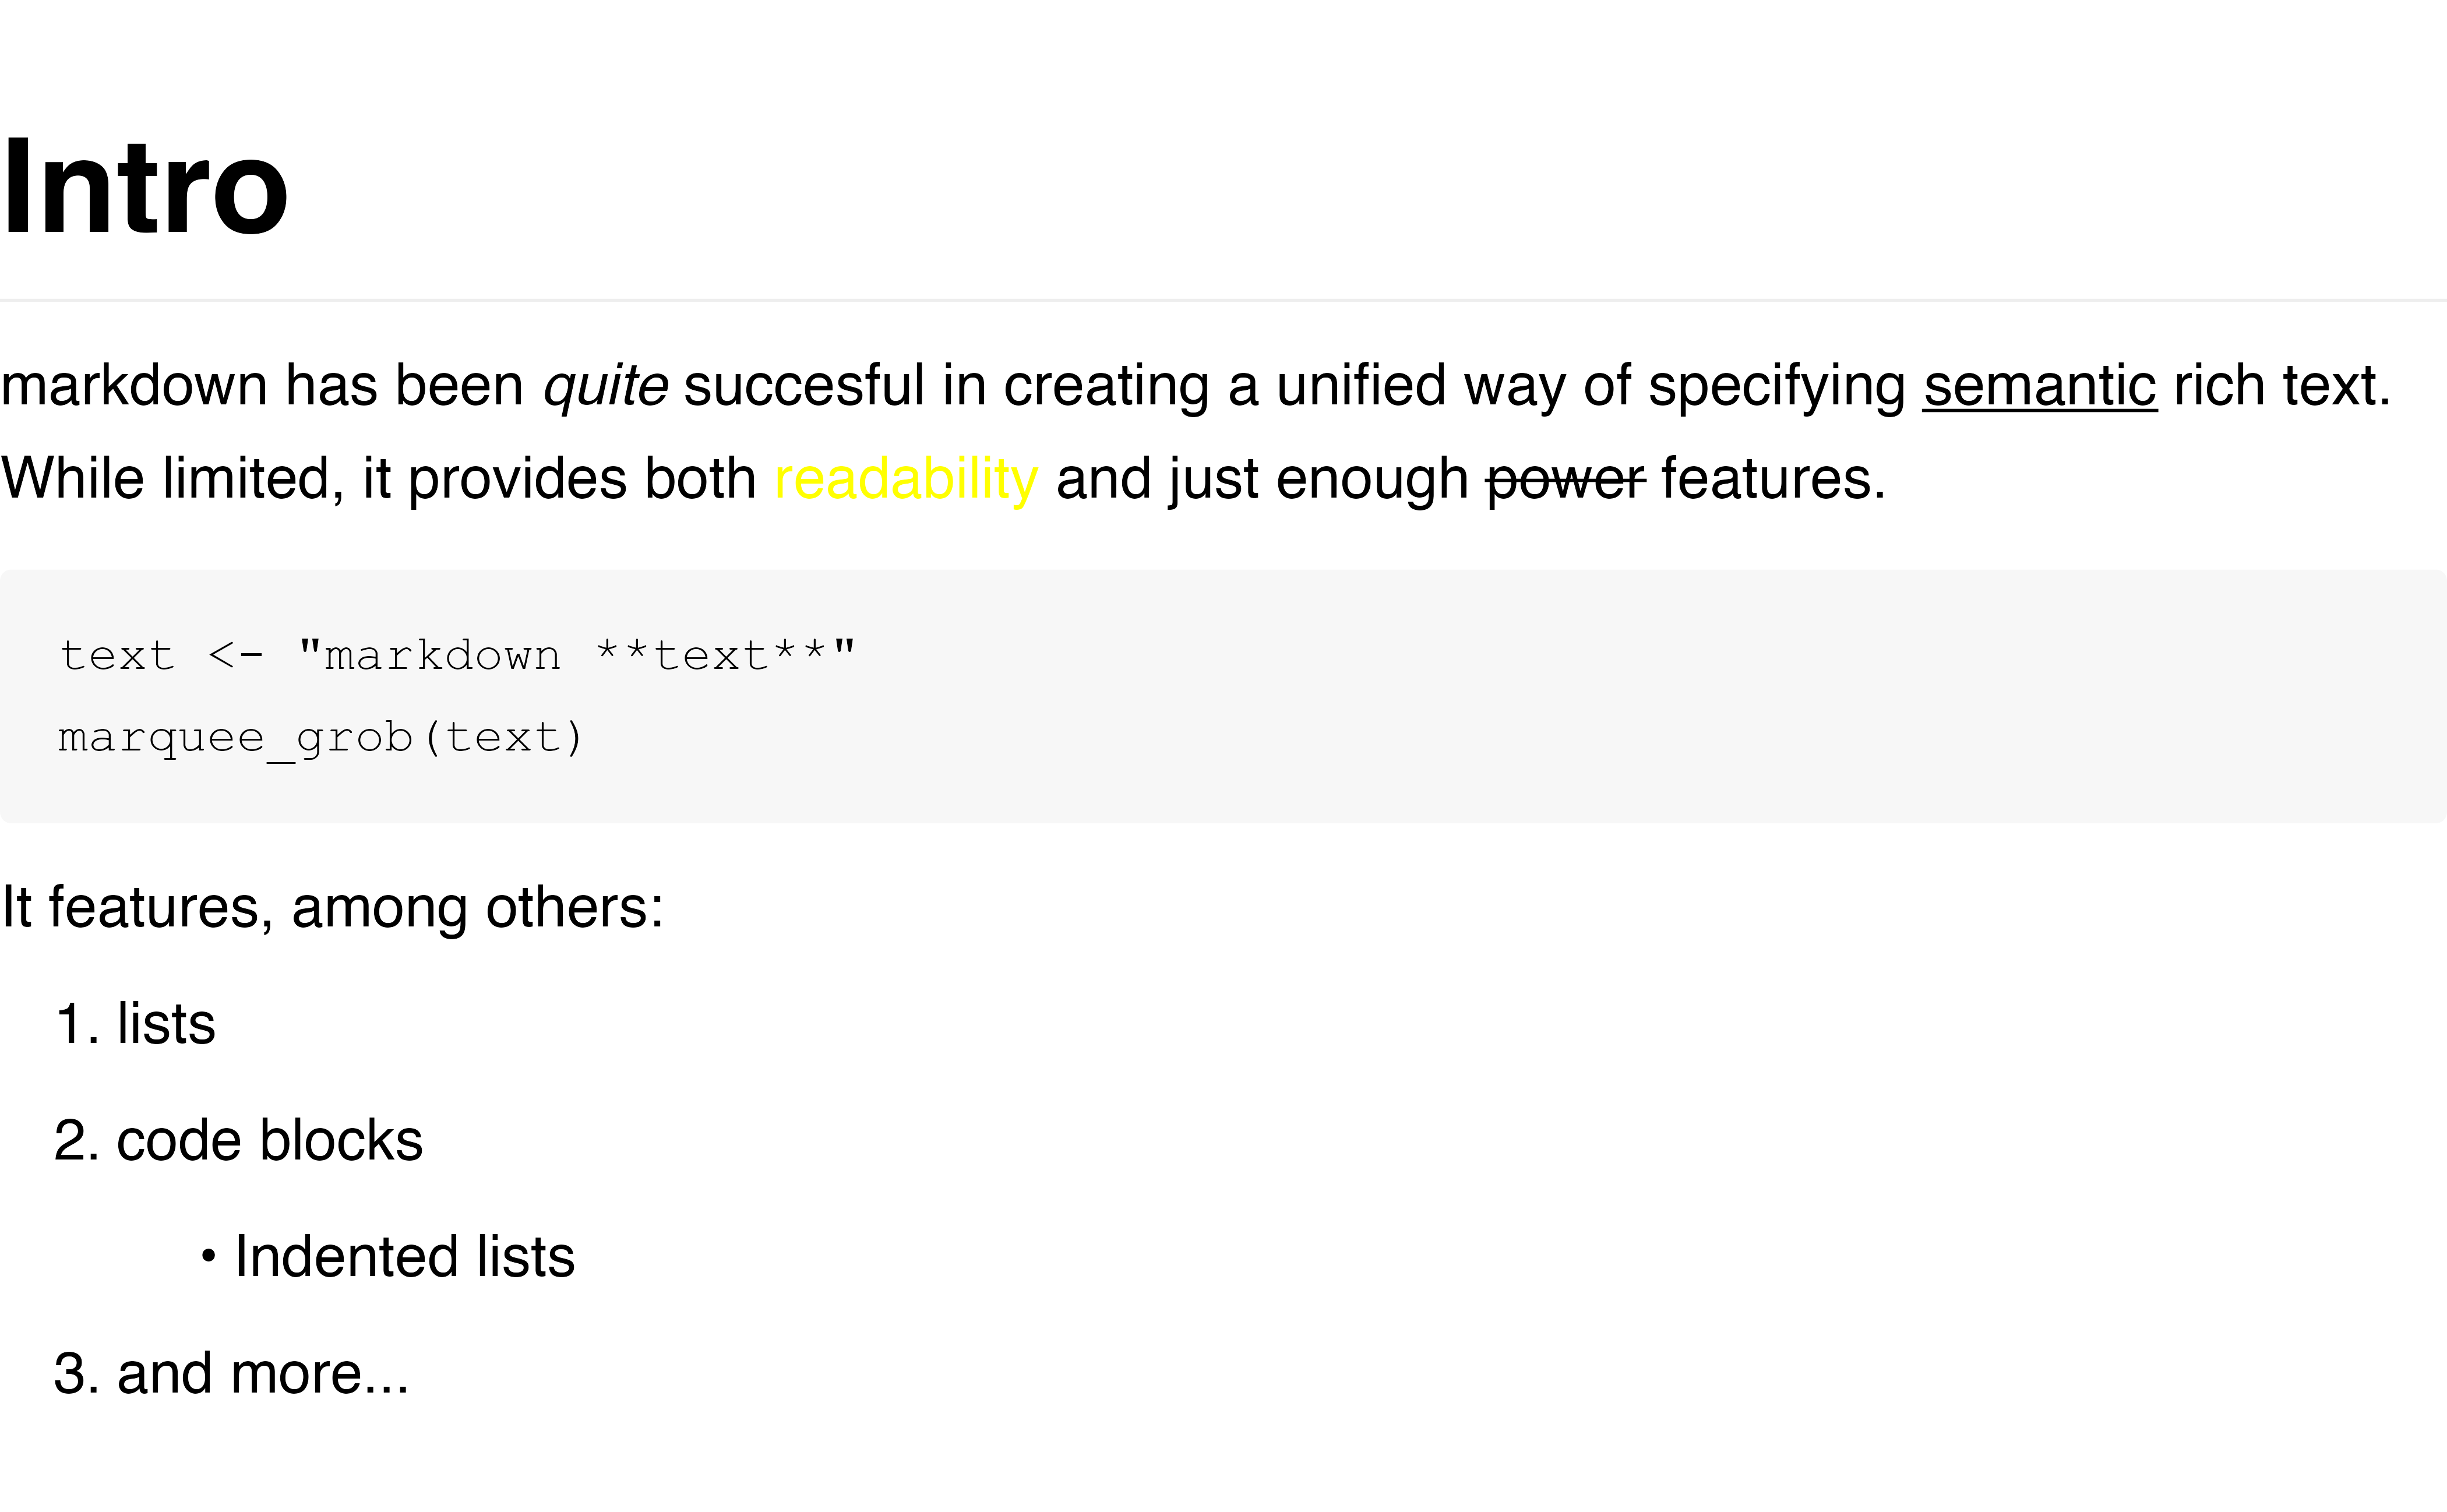 Intro
markdown has been quite succesful in creating a unified way of specifying semantic rich text.
While limited, it provides both readability and just enough power features.
text <- "markdown **text**"
marquee_grob(text)
It features, among others:
1. lists
2. code blocks
• Indented lists
3. and more...